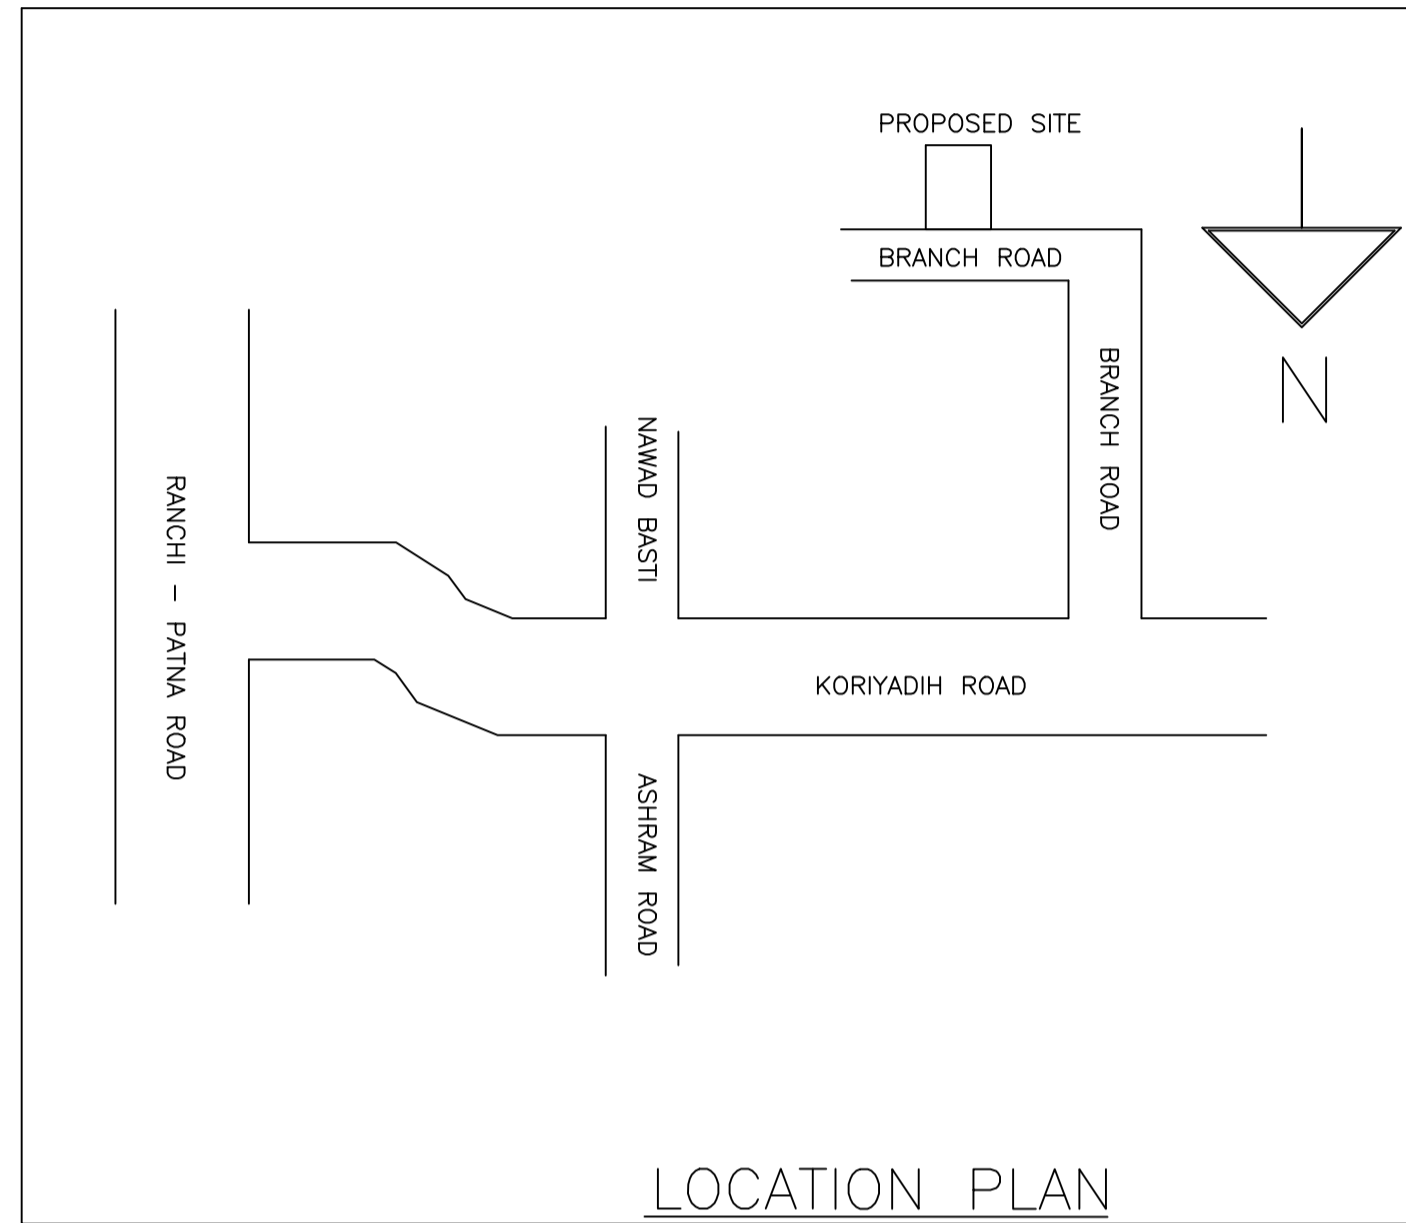 PROPOSED SITE
BRANCH ROAD
BRANCH ROAD
N
NAWAD BASTI
RANCHI - PATNA ROAD
KORIYADIH ROAD
ASHRAM ROAD
LOCATION PLAN